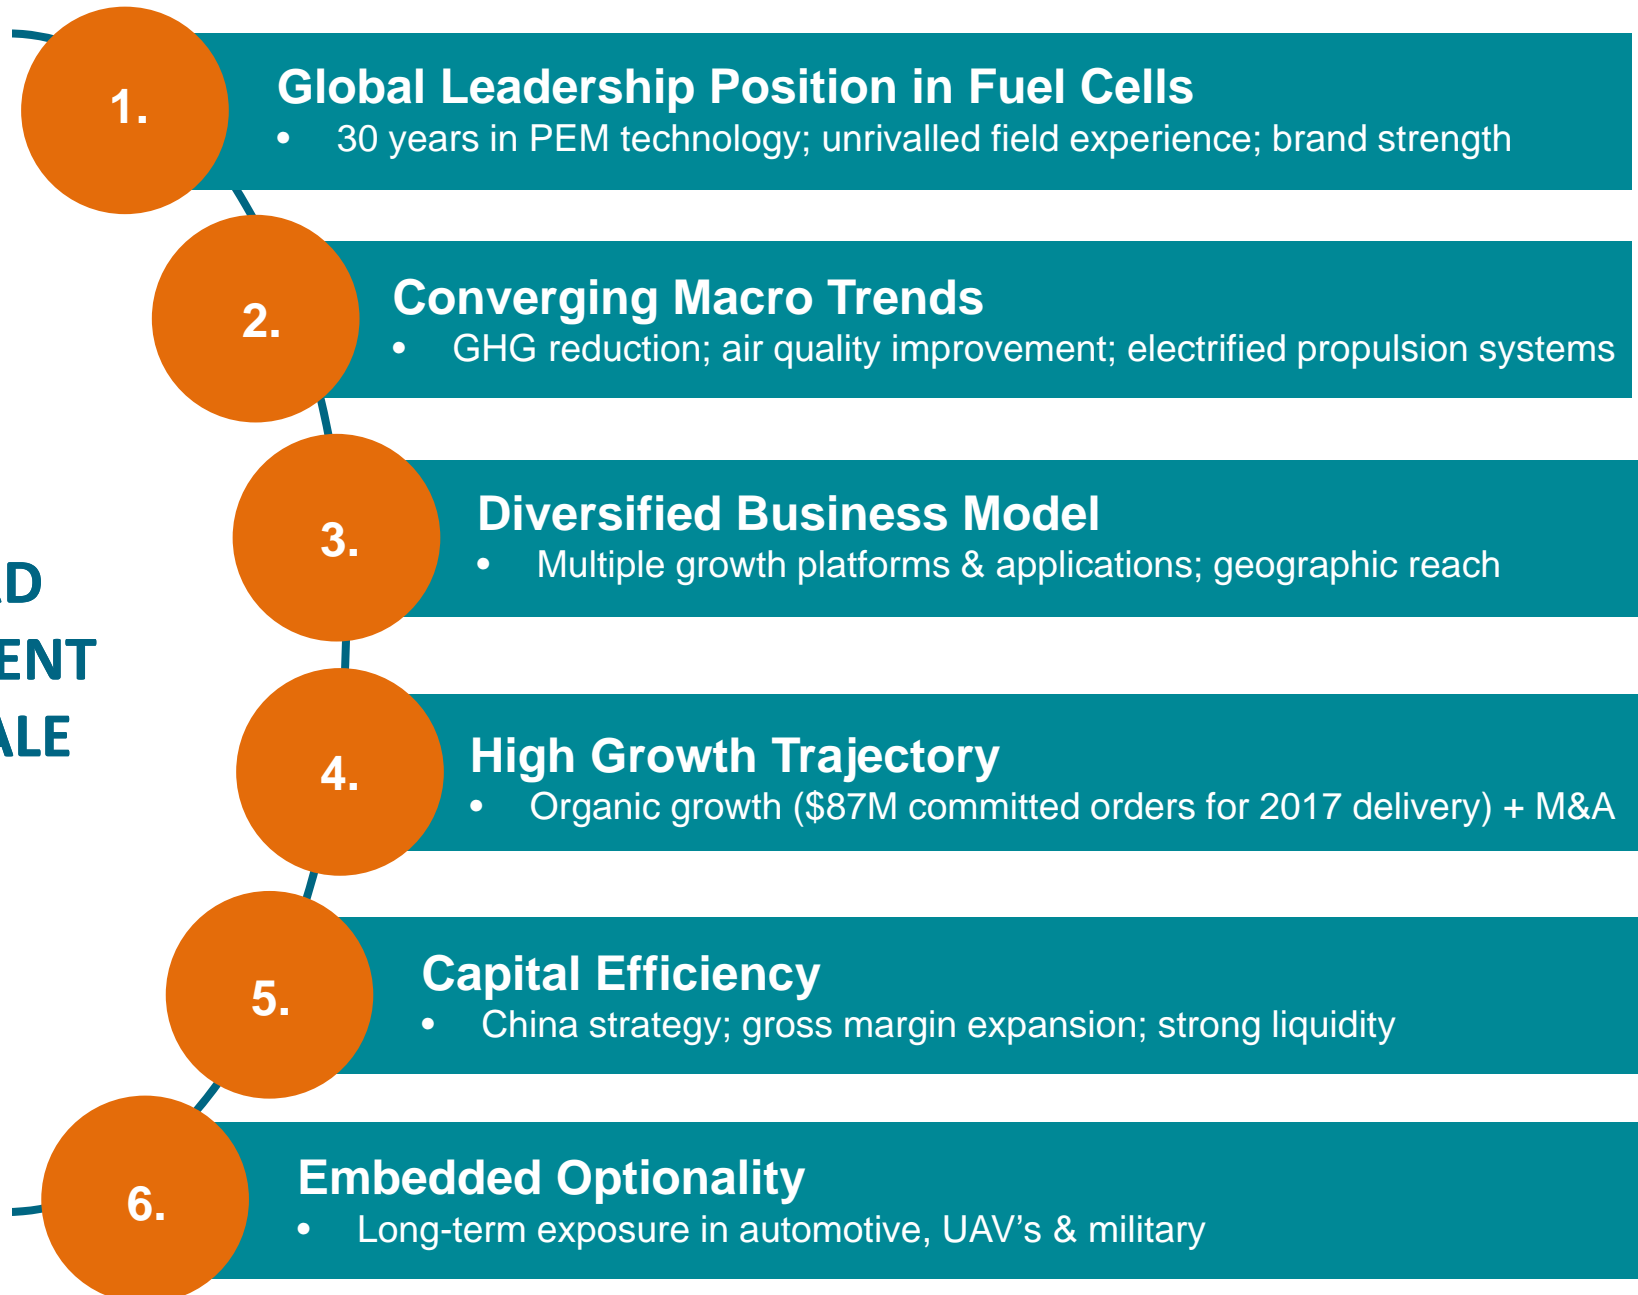 1.
Global Leadership Position in Fuel Cells
• 30 years in PEM technology; unrivalled field experience; brand strength
2.
Converging Macro Trends
• GHG reduction; air quality improvement; electrified propulsion systems
3.
Diversified Business Model
• Multiple growth platforms & applications; geographic reach
4.
High Growth Trajectory
• Organic growth ($87M committed orders for 2017 delivery) + M&A
5.
Capital Efficiency
• China strategy; gross margin expansion; strong liquidity
6.
Embedded Optionality
• Long-term exposure in automotive, UAV's & military